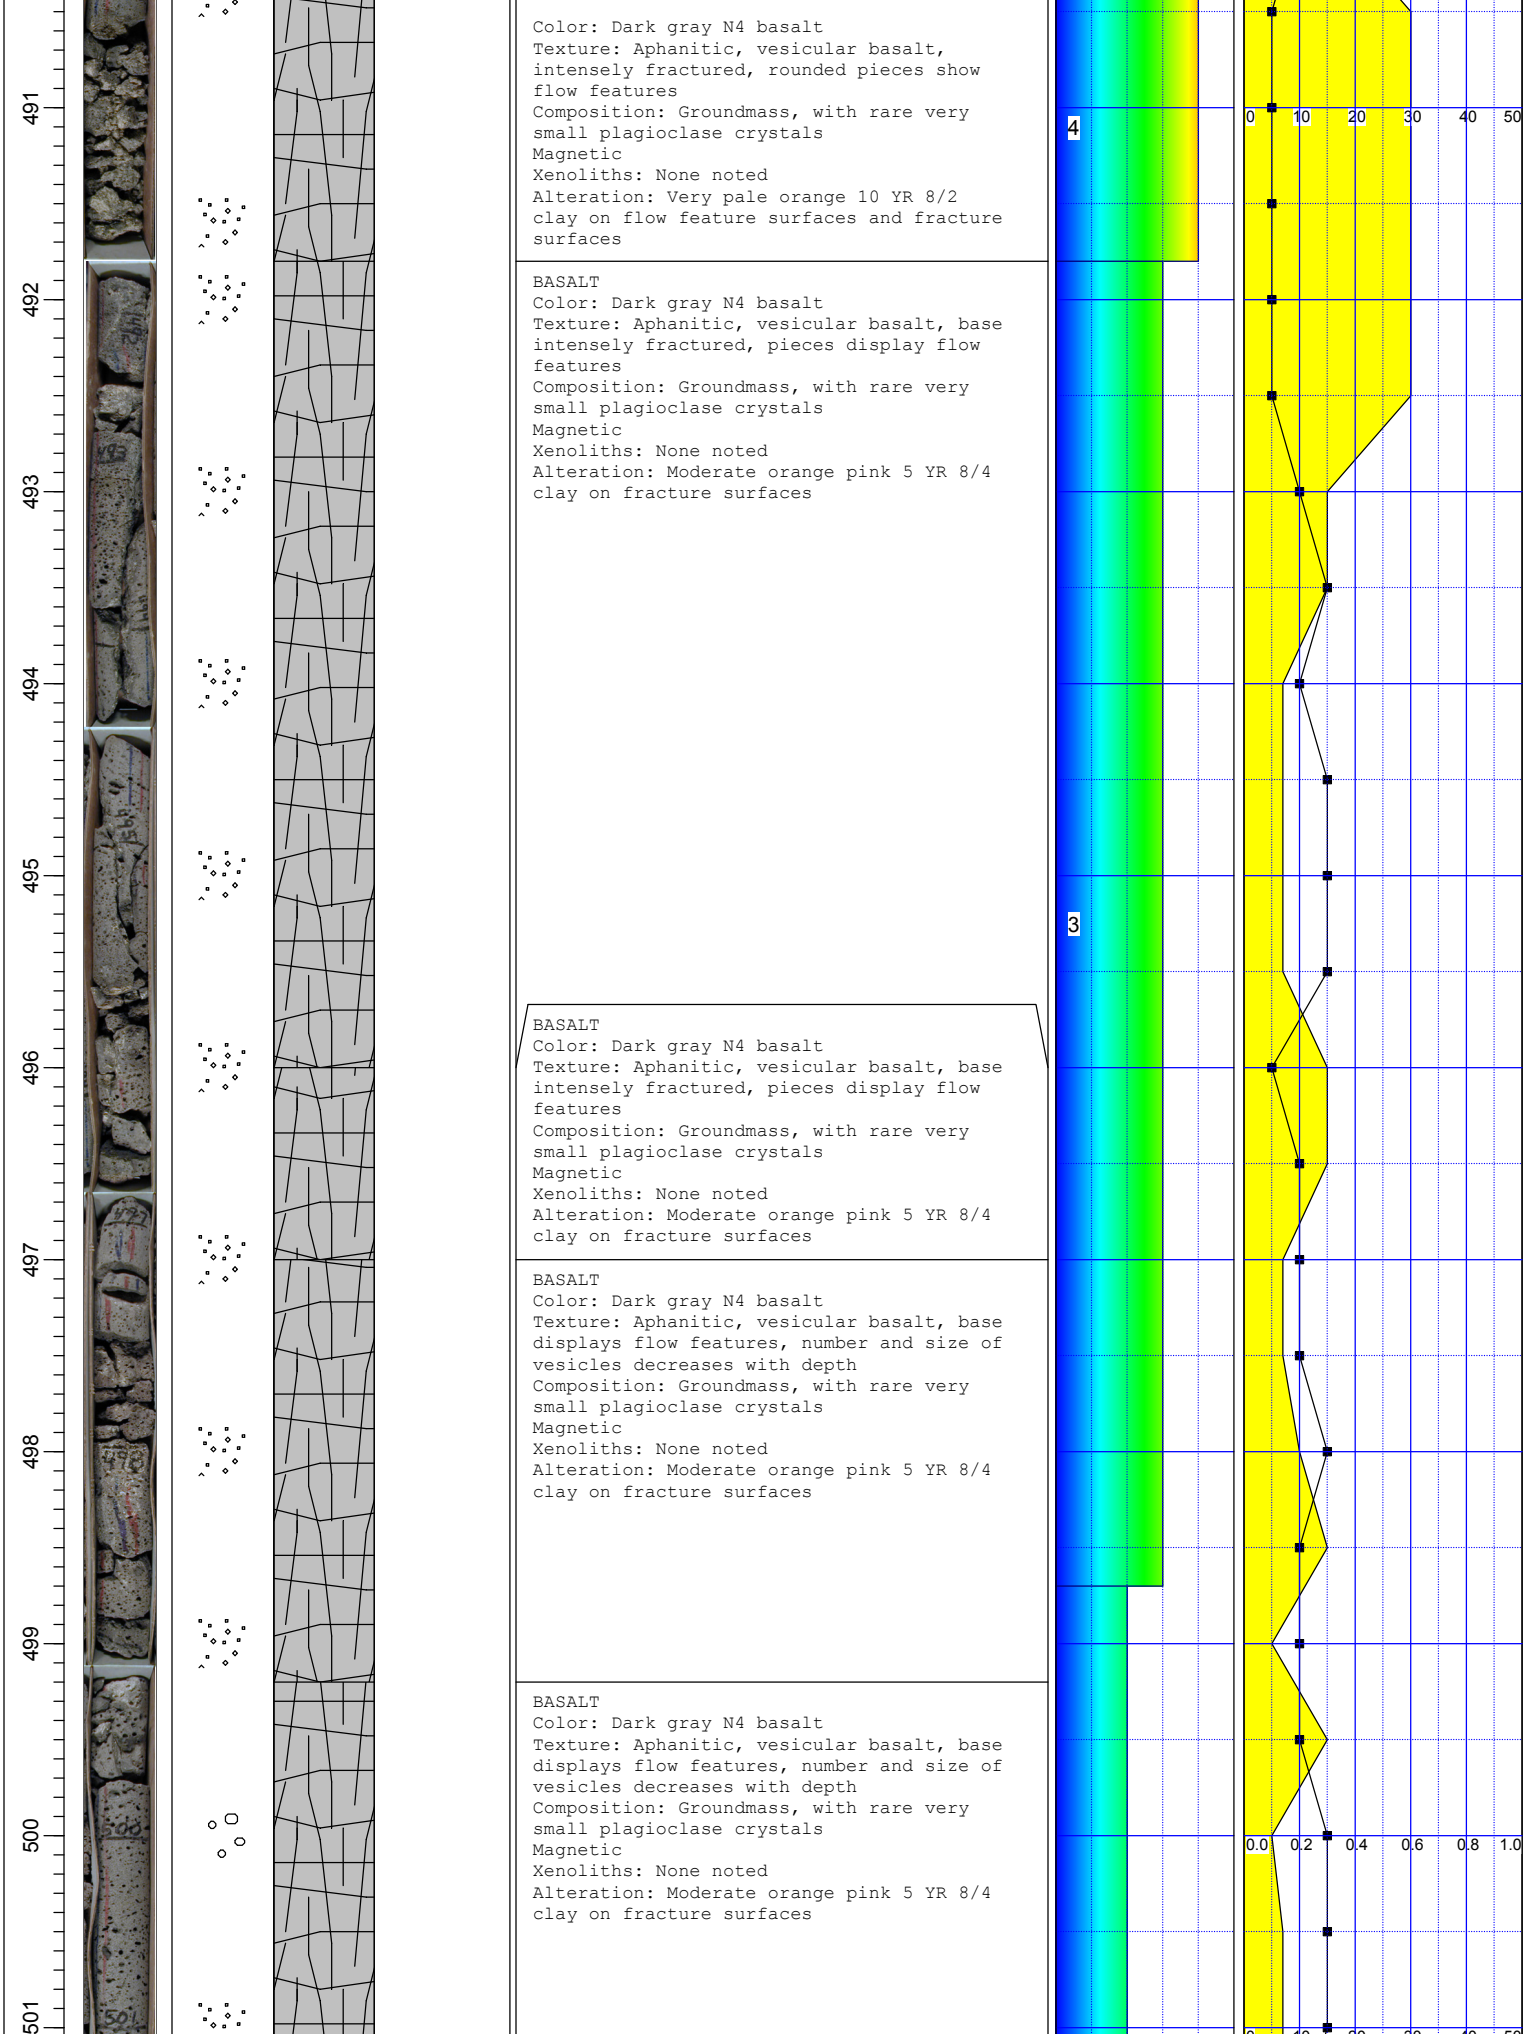 Color: Dark gray N4 basalt
Texture: Aphanitic, vesicular basalt,
intensely fractured, rounded pieces show
flow features
Composition: Groundmass, with rare very
small plagioclase crystals
Magnetic
Xenoliths: None noted
Alteration: Very pale orange 10 YR 8/2
clay on flow feature surfaces and fracture
surfaces
491
4
0 10 20 30 40 50
BASALT
Color: Dark gray N4 basalt
Texture: Aphanitic, vesicular basalt, base
intensely fractured, pieces display flow
features
Composition: Groundmass, with rare very
small plagioclase crystals
Magnetic
Xenoliths: None noted
Alteration: Moderate orange pink 5 YR 8/4
clay on fracture surfaces
492
493
493
494
495
495
3
BASALT
Color: Dark gray N4 basalt
Texture: Aphanitic, vesicular basalt, base
intensely fractured, pieces display flow
features
Composition: Groundmass, with rare very
small plagioclase crystals
Magnetic
Xenoliths: None noted
Alteration: Moderate orange pink 5 YR 8/4
clay on fracture surfaces
496
497
497
BASALT
Color: Dark gray N4 basalt
Texture: Aphanitic, vesicular basalt, base
displays flow features, number and size of
vesicles decreases with depth
Composition: Groundmass, with rare very
small plagioclase crystals
Magnetic
Xenoliths: None noted
Alteration: Moderate orange pink 5 YR 8/4
clay on fracture surfaces
498
498
499
BASALT
Color: Dark gray N4 basalt
Texture: Aphanitic, vesicular basalt, base
displays flow features, number and size of
vesicles decreases with depth
Composition: Groundmass, with rare very
small plagioclase crystals
Magnetic
Xenoliths: None noted
Alteration: Moderate orange pink 5 YR 8/4
clay on fracture surfaces
500
500
0.0 0.2 0.4 0.6 0.8 1.0
501
501